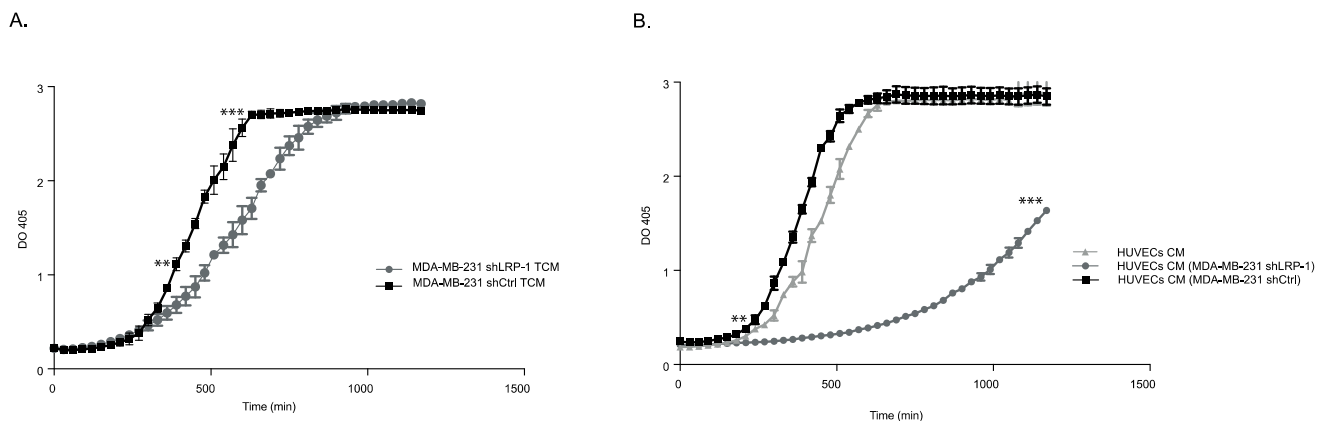 A.
3
2
1
0
DO 405
***
**
0
500
1000
1500
Time (min)
MDA-MB-231 shLRP-1 TCM
MDA-MB-231 shCtrl TCM
B.
3
2
1
0
DO 405
**
***
0
500
1000
1500
Time (min)
HUVECs CM
HUVECs CM (MDA-MB-231 shLRP-1)
HUVECs CM (MDA-MB-231 shCtrl)